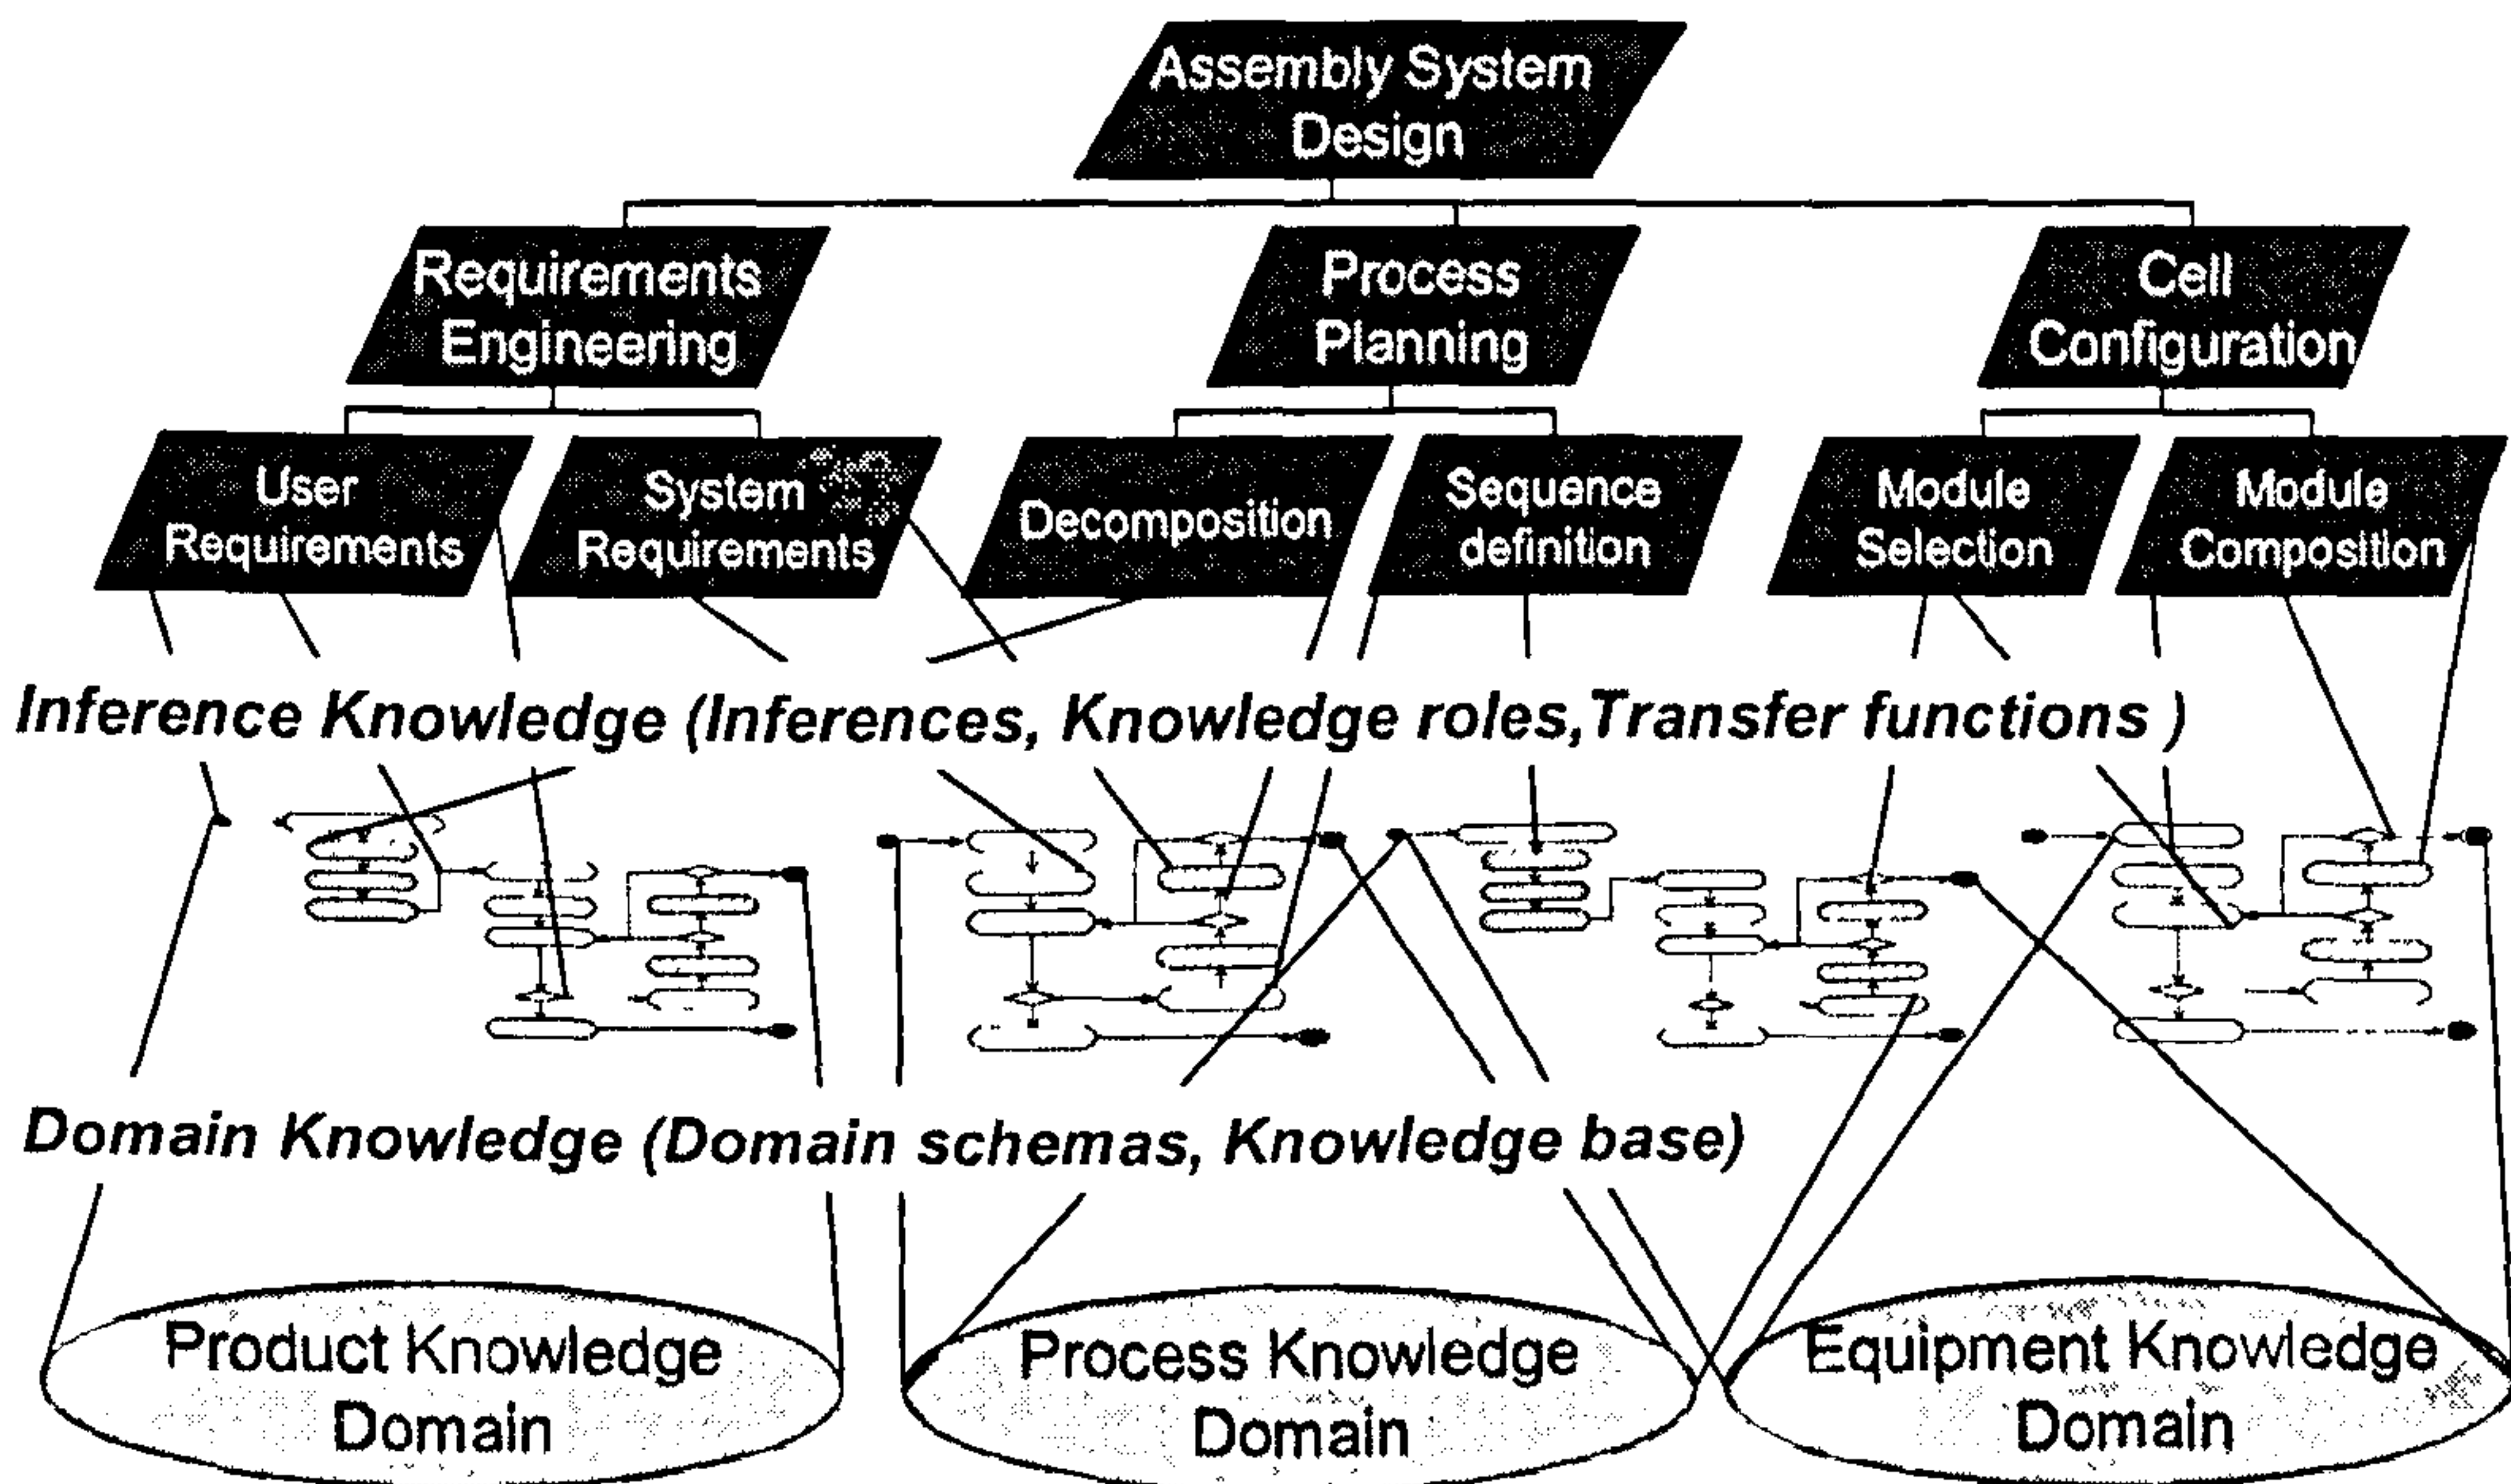 Assembly System
Design
Requirements
Engineering
Process
Planning
Cell
Configuration
User
Requirements
System
Requirements
Decomposition
Sequence
definition
Module
Selection
Module
Composition
Inference Knowledge (Inferences, Knowledge roles,Transfer functions )
Domain Knowledge (Domain schemas, Knowledge base)
Product Knowledge
Domain
Process Knowledge
Domain
Equipment Knowledge
Domain